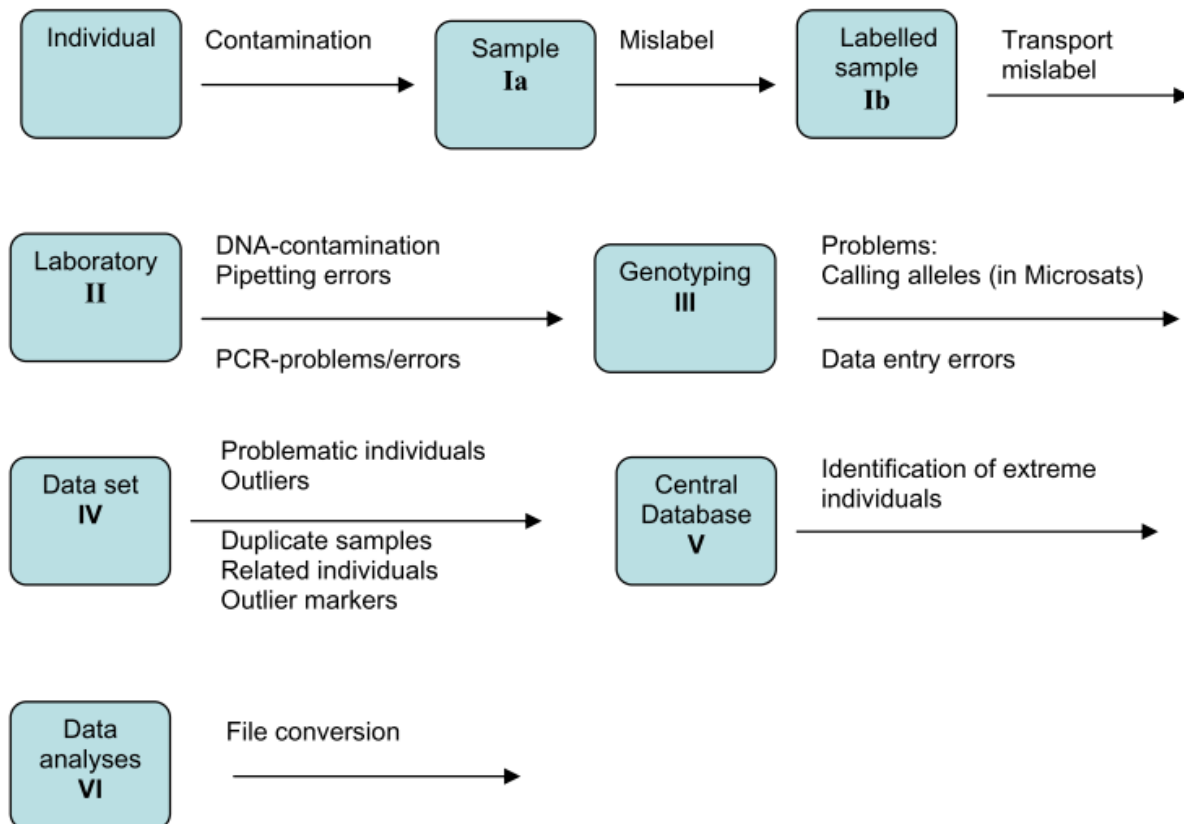 Individual
Contamination
Sample
Ia
Mislabel
Labelled
sample
Ib
Transport
mislabel
Laboratory
II
DNA-contamination
Pipetting errors
PCR-problems/errors
Genotyping
III
Problems:
Calling alleles (in Microsats)
Data entry errors
Data set
IV
Problematic individuals
Outliers
Duplicate samples
Related individuals
Outlier markers
Central
Database
V
Identification of extreme
individuals
Data
analyses
VI
File conversion